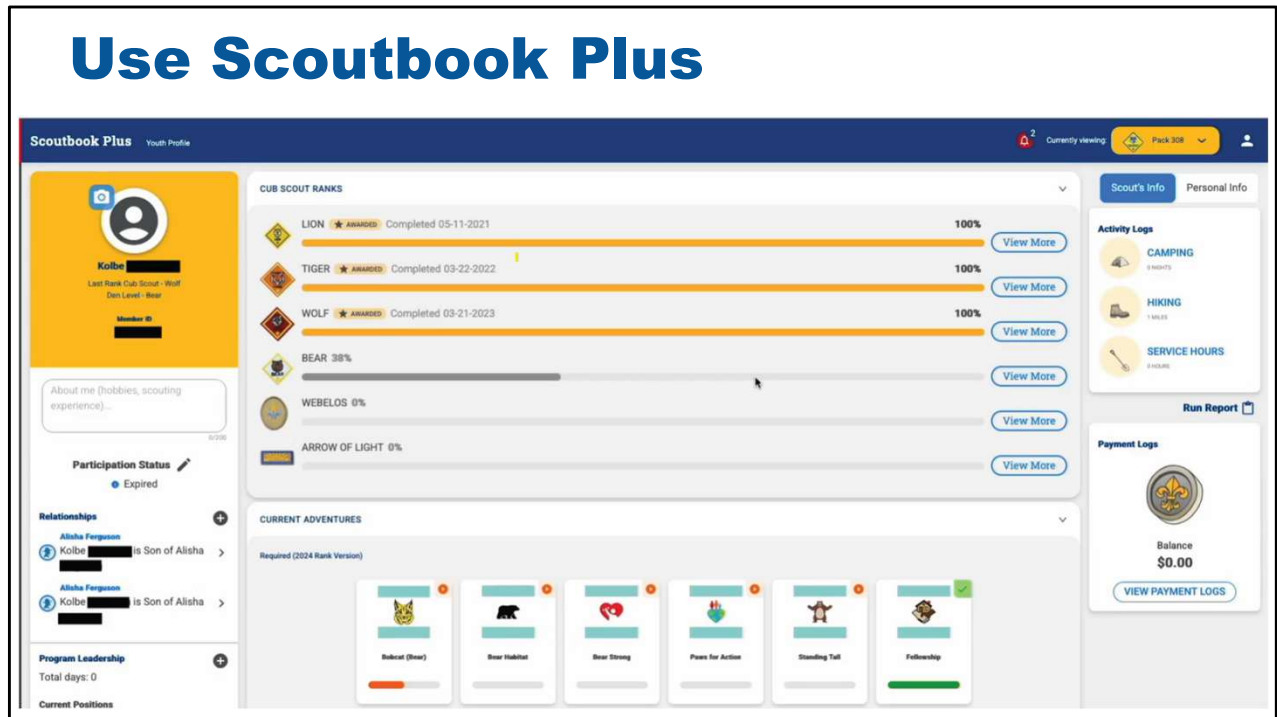 Use Scoutbook Plus
Scoutbook Plus Youth Profile
2 Currently viewing: Pack 308
Kolbe
Last Rank Cub Scout - Wolf
Den Level - Bear
Member ID
About me (hobbies, scouting
experience)...
0/200
Participation Status
Expired
Relationships
Alisha Ferguson
Kolbe is Son of Alisha
Alisha Ferguson
Kolbe is Son of Alisha
Program Leadership
Total days: 0
Current Positions
CUB SCOUT RANKS
LION AWARDED Completed 05-11-2021 100%
View More
TIGER AWARDED Completed 03-22-2022 100%
View More
WOLF AWARDED Completed 03-21-2023 100%
View More
BEAR 38%
View More
WEBELOS 0%
View More
ARROW OF LIGHT 0%
View More
CURRENT ADVENTURES
Required (2024 Rank Version)
Bobcat (Bear) Bear Habitat Bear Strong Paws for Action Standing Tall Fellowship
Scout's Info Personal Info
Activity Logs
CAMPING
0 NIGHTS
HIKING
1 MILES
SERVICE HOURS
0 HOURS
Run Report
Payment Logs
Balance
$0.00
VIEW PAYMENT LOGS